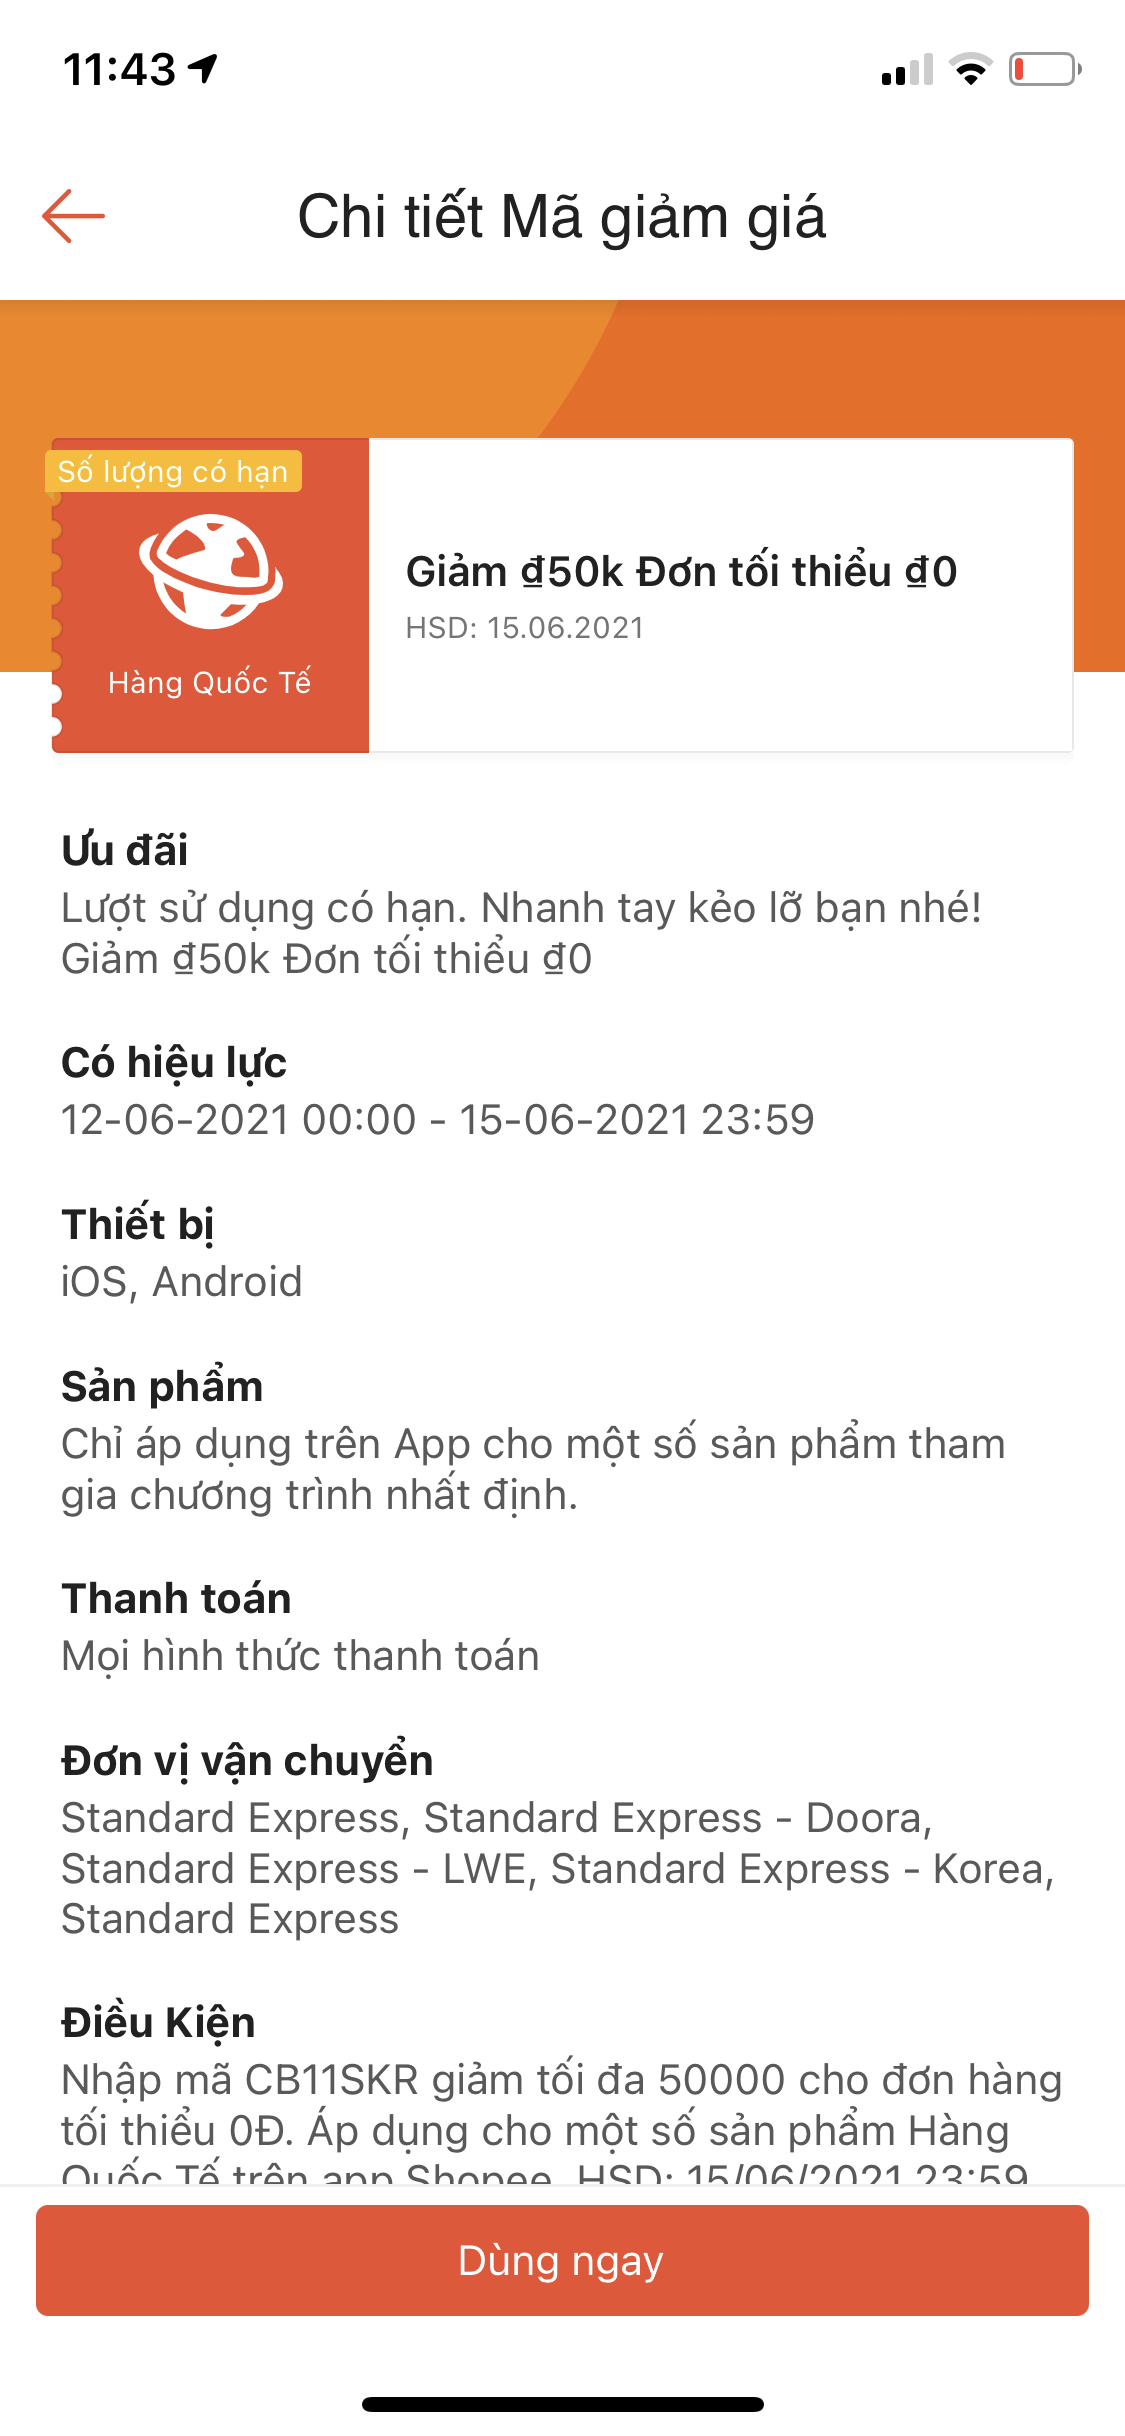 11:43
Chi tiết Mã giảm giá
Số lượng có hạn
Hàng Quốc Tế
Giảm ₫50k Đơn tối thiểu ₫0
HSD: 15.06.2021
Ưu đãi
Lượt sử dụng có hạn. Nhanh tay kẻo lỡ bạn nhé!
Giảm ₫50k Đơn tối thiểu ₫0
Có hiệu lực
12-06-2021 00:00 - 15-06-2021 23:59
Thiết bị
iOS, Android
Sản phẩm
Chỉ áp dụng trên App cho một số sản phẩm tham
gia chương trình nhất định.
Thanh toán
Mọi hình thức thanh toán
Đơn vị vận chuyển
Standard Express, Standard Express - Doora,
Standard Express - LWE, Standard Express - Korea,
Standard Express
Điều Kiện
Nhập mã CB11SKR giảm tối đa 50000 cho đơn hàng
tối thiểu 0Đ. Áp dụng cho một số sản phẩm Hàng
Quốc Tế trên app Shopee. HSD: 15/06/2021 23:59
Dùng ngay